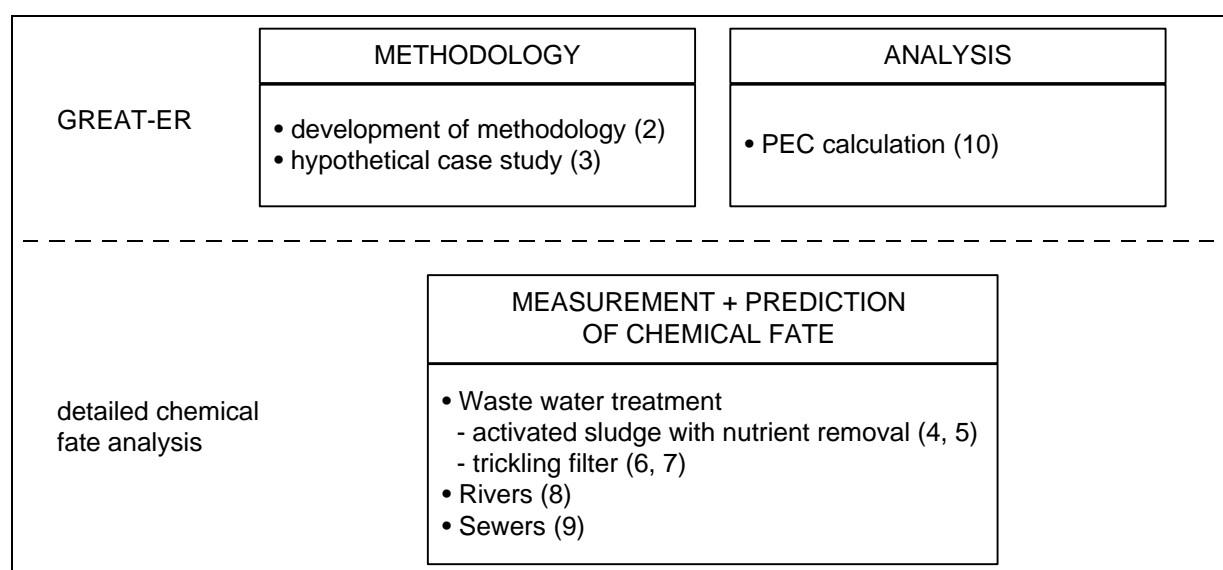 METHODOLOGY
ANALYSIS
GREAT-ER
• development of methodology (2)
• hypothetical case study (3)
• PEC calculation (10)
MEASUREMENT + PREDICTION
OF CHEMICAL FATE
detailed chemical
fate analysis
• Waste water treatment
- activated sludge with nutrient removal (4, 5)
- trickling filter (6, 7)
• Rivers (8)
• Sewers (9)